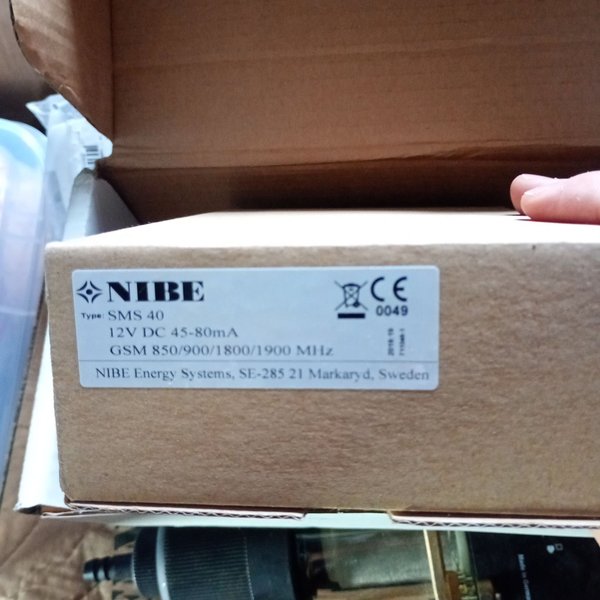 NIBE
Type: SMS 40
12V DC 45-80mA
GSM 850/900/1800/1900 MHz
NIBE Energy Systems, SE-285 21 Markaryd, Sweden
CE
0049